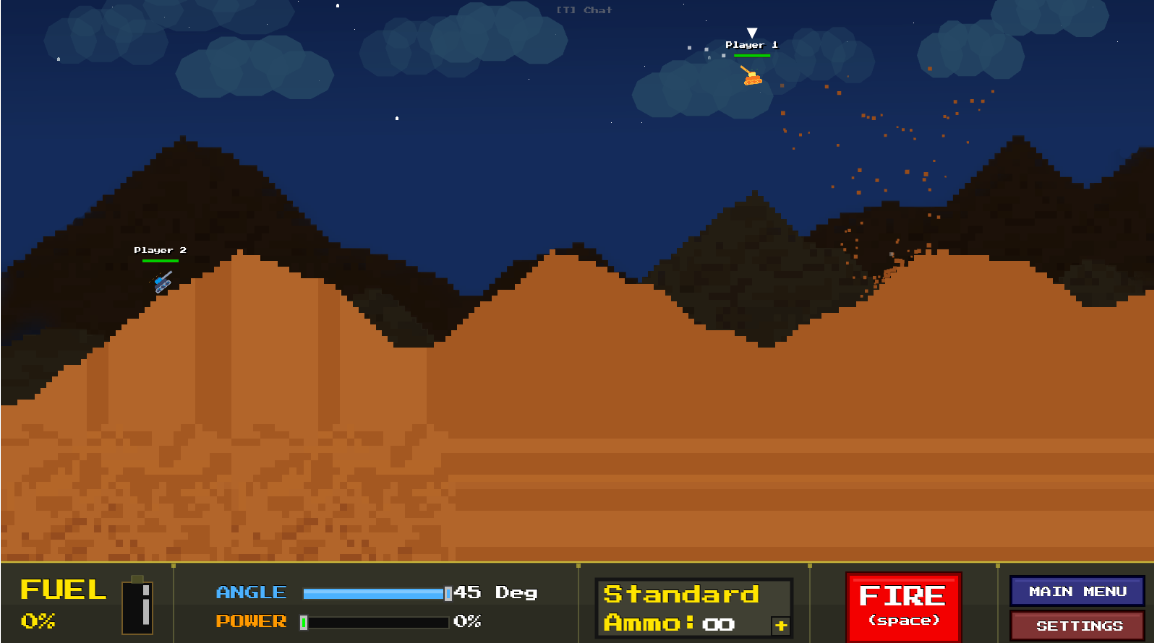 [T] Chat
Player 1
Player 2
FUEL
0%
ANGLE 45 Deg
POWER 0%
Standard
Ammo: ∞
+
FIRE
(space)
MAIN MENU
SETTINGS